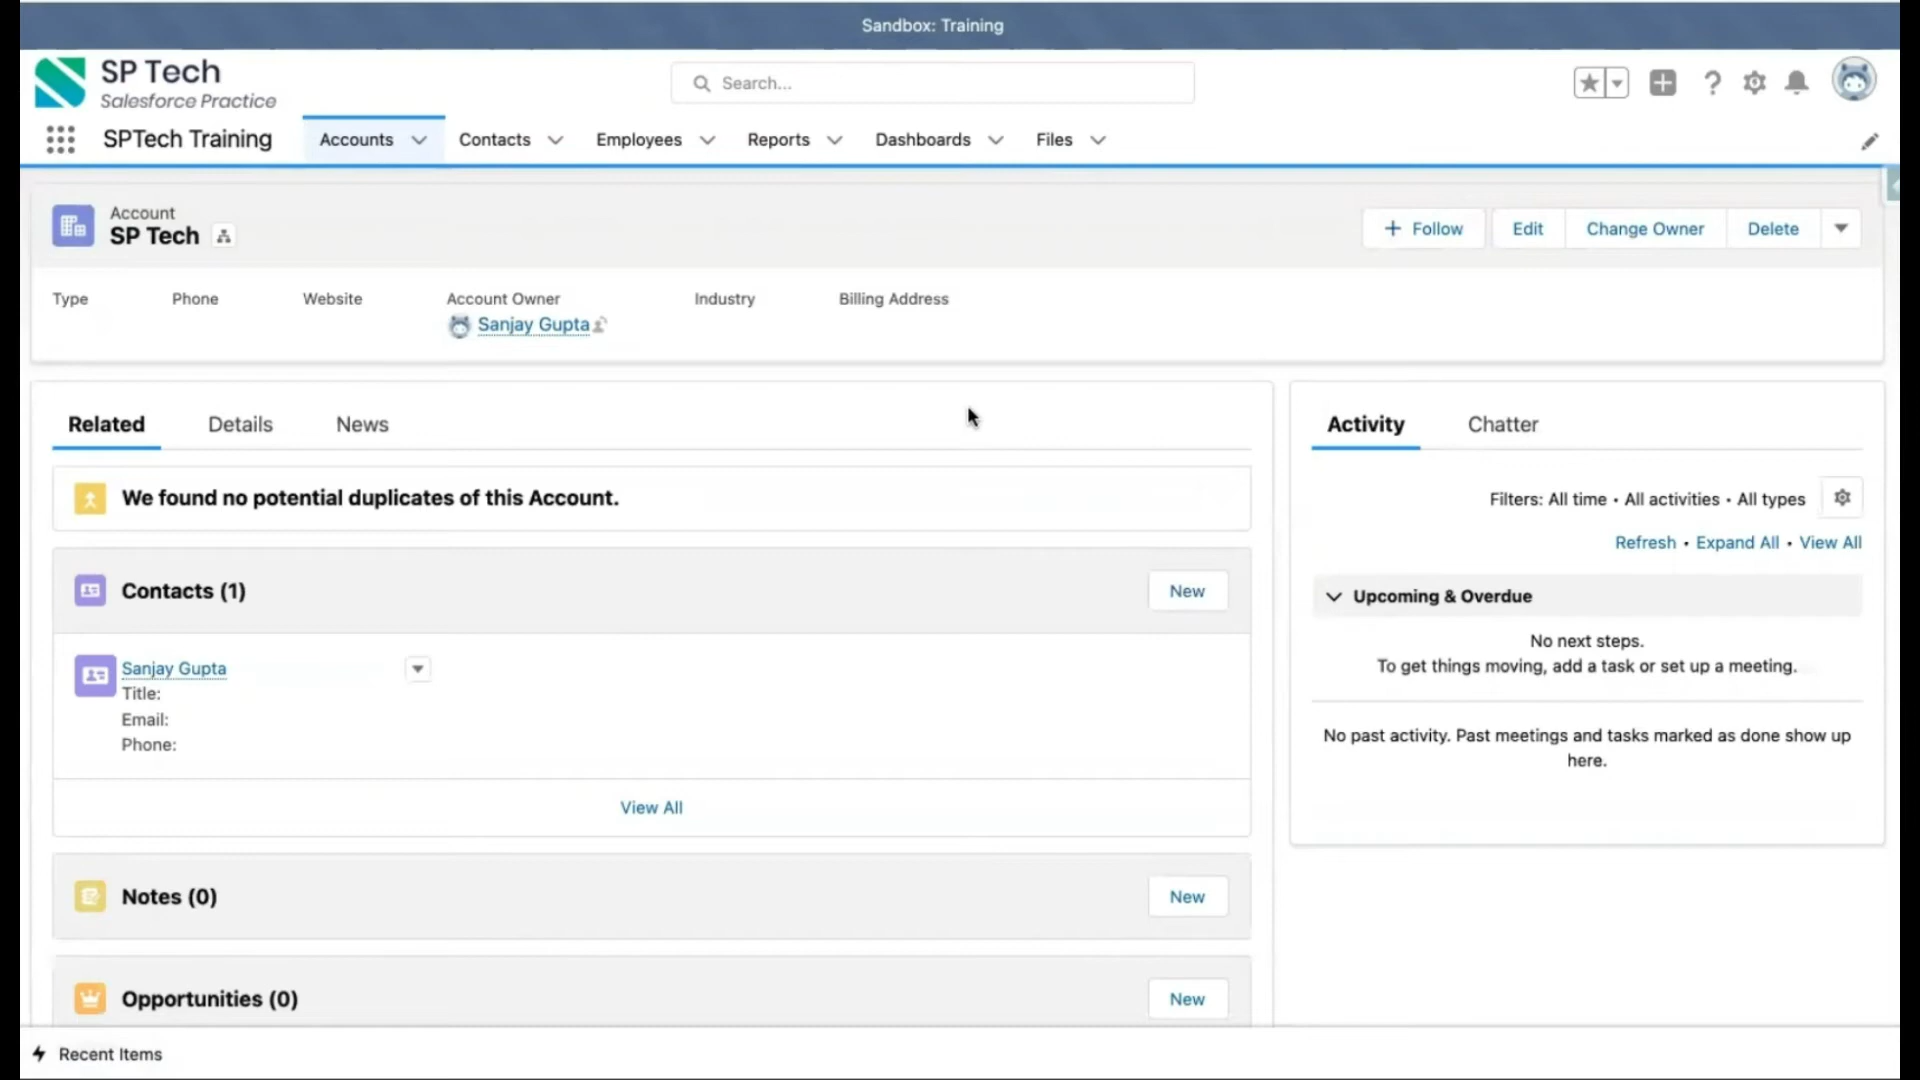 Sandbox: Training
SP Tech
Salesforce Practice
Search...
SPTech Training
Accounts
Contacts
Employees
Reports
Dashboards
Files
Account
SP Tech
Follow
Edit
Change Owner
Delete
Type
Phone
Website
Account Owner
Industry
Billing Address
Sanjay Gupta
Related
Details
News
We found no potential duplicates of this Account.
Contacts (1)
New
Sanjay Gupta
Title:
Email:
Phone:
View All
Notes (0)
New
Opportunities (0)
New
Activity
Chatter
Filters: All time • All activities • All types
Refresh • Expand All • View All
Upcoming & Overdue
No next steps.
To get things moving, add a task or set up a meeting.
No past activity. Past meetings and tasks marked as done show up
here.
Recent Items